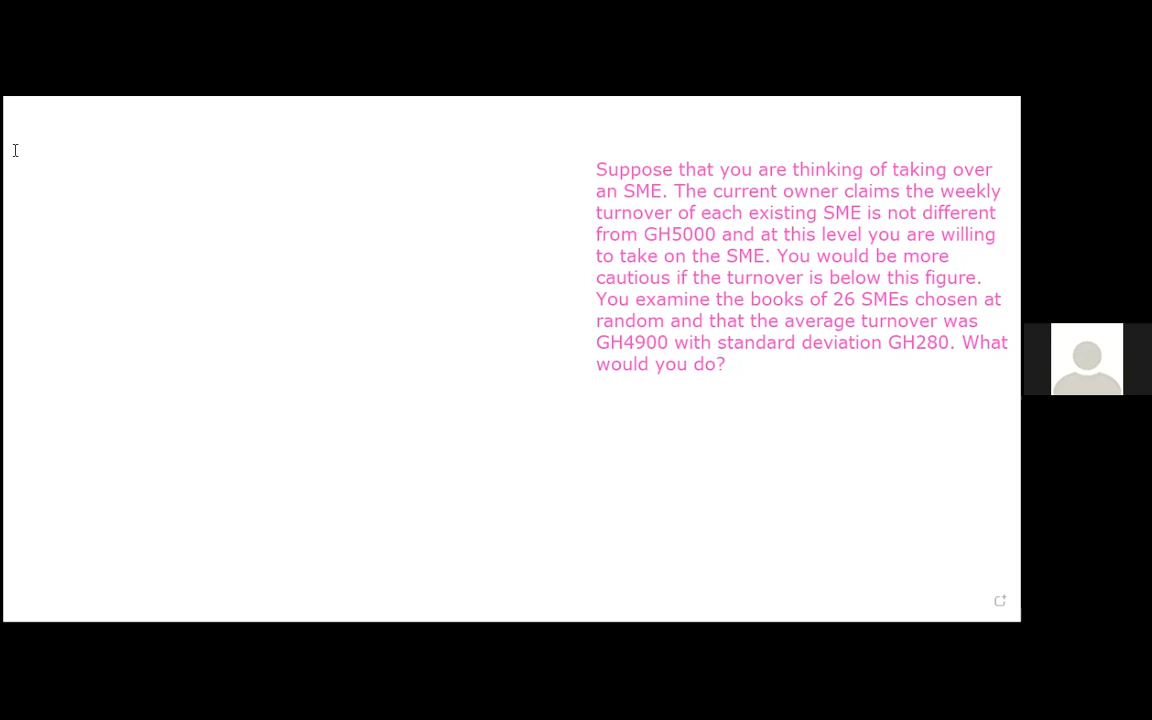 Suppose that you are thinking of taking over
an SME. The current owner claims the weekly
turnover of each existing SME is not different
from GH5000 and at this level you are willing
to take on the SME. You would be more
cautious if the turnover is below this figure.
You examine the books of 26 SMEs chosen at
random and that the average turnover was
GH4900 with standard deviation GH280. What
would you do?